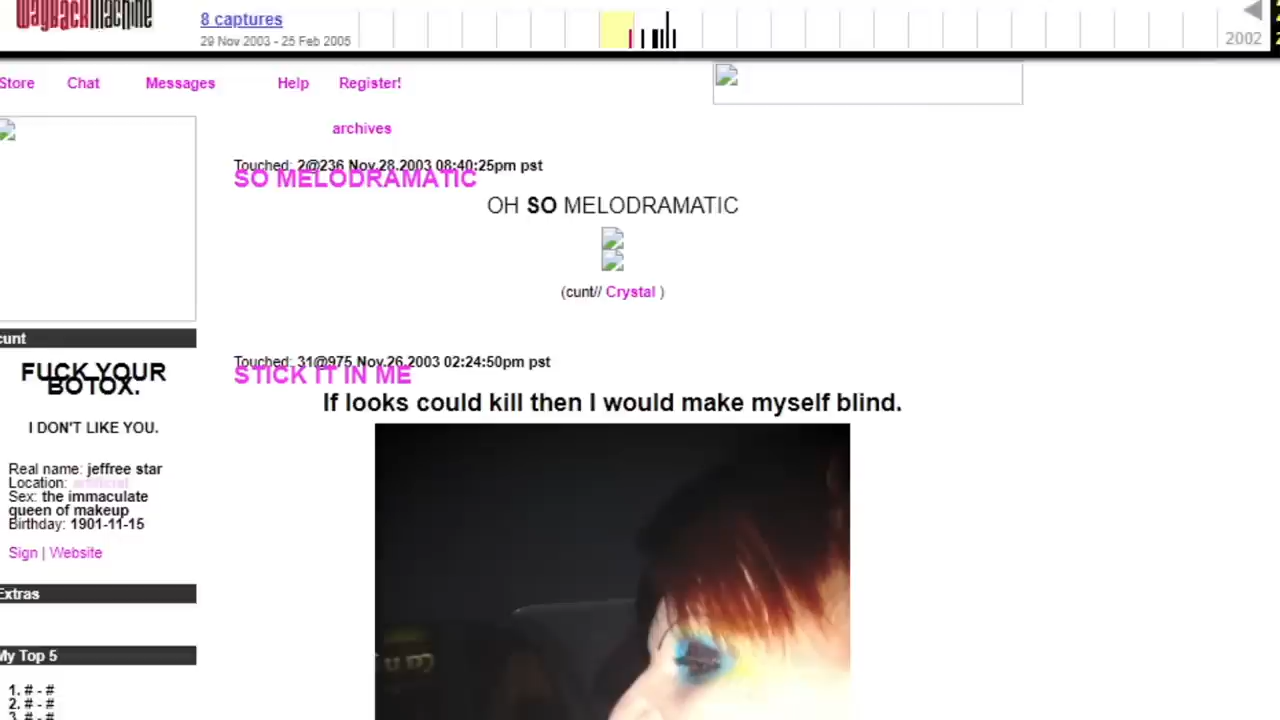 WayBackMachine
8 captures
29 Nov 2003 - 25 Feb 2005
2002
Store Chat Messages Help Register!
archives
Touched: 2@236 Nov.28.2003 08:40:25pm pst
SO MELODRAMATIC
OH SO MELODRAMATIC
(cunt// Crystal )
Touched: 31@975 Nov.26.2003 02:24:50pm pst
STICK IT IN ME
If looks could kill then I would make myself blind.
cunt
FUCK YOUR
BOTOX.
I DON'T LIKE YOU.
Real name: jeffree star
Location: artificial
Sex: the immaculate
queen of makeup
Birthday: 1901-11-15
Sign | Website
Extras
My Top 5
1. # - #
2. # - #
3. # - #